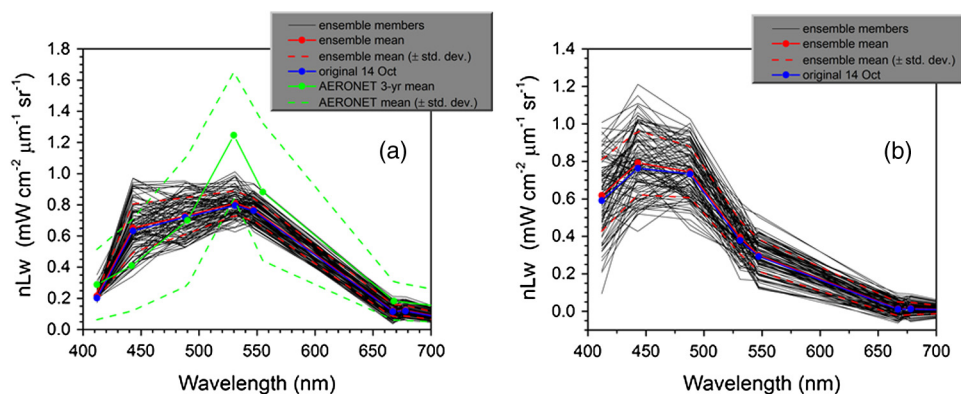 ensemble members
ensemble mean
ensemble mean (± std. dev.)
original 14 Oct
AERONET 3-yr mean
AERONET mean (± std. dev.)
(a)
1.8
1.6
1.4
1.2
1.0
0.8
0.6
0.4
0.2
0.0
nLw (mW cm-2 μm-1 sr-1)
400 450 500 550 600 650 700
Wavelength (nm)
ensemble members
ensemble mean
ensemble mean (± std. dev.)
original 14 Oct
(b)
1.4
1.2
1.0
0.8
0.6
0.4
0.2
0.0
nLw (mW cm-2 μm-1 sr-1)
400 450 500 550 600 650 700
Wavelength (nm)